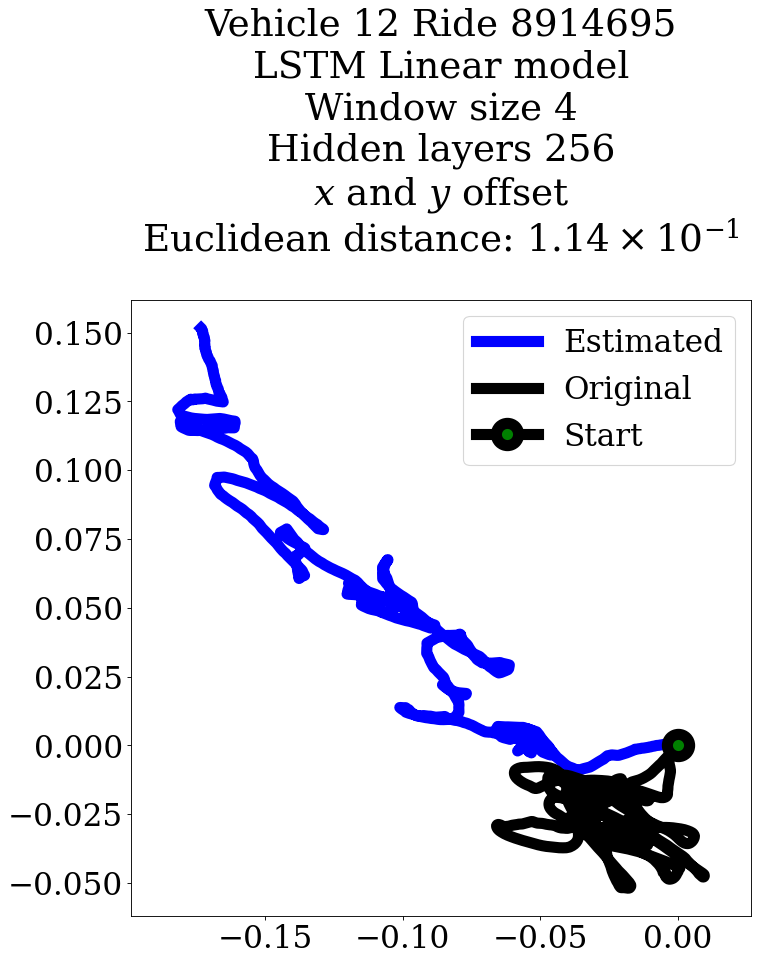 Vehicle 12 Ride 8914695
LSTM Linear model
Window size 4
Hidden layers 256
x and y offset
Euclidean distance: 1.14 × 10⁻¹
Estimated
Original
Start
0.150
0.125
0.100
0.075
0.050
0.025
0.000
−0.025
−0.050
−0.15 −0.10 −0.05 0.00